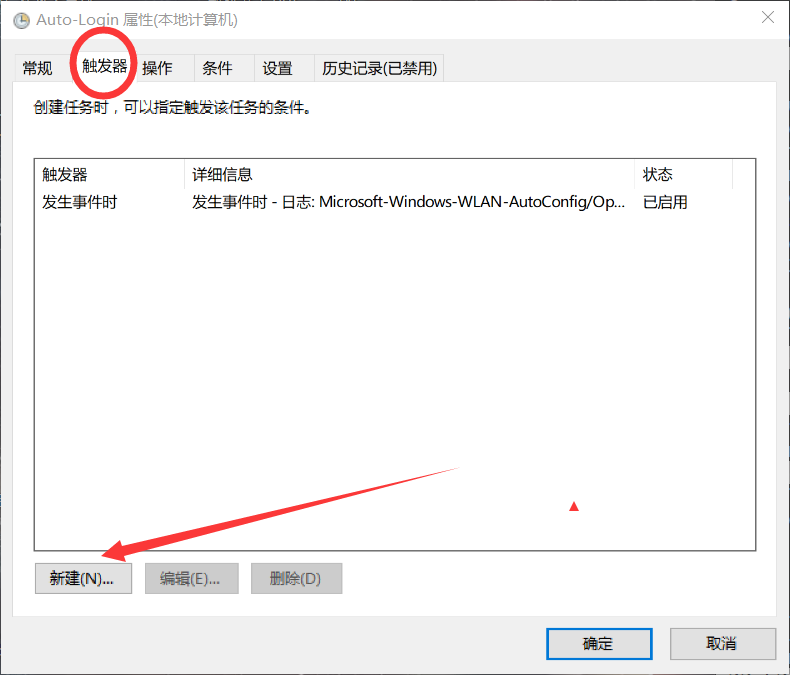 Auto-Login 属性(本地计算机)
常规 触发器 操作 条件 设置 历史记录(已禁用)
创建任务时，可以指定触发该任务的条件。
触发器 详细信息 状态
发生事件时 发生事件时 - 日志: Microsoft-Windows-WLAN-AutoConfig/Op... 已启用
新建(N)... 编辑(E)... 删除(D)
确定 取消